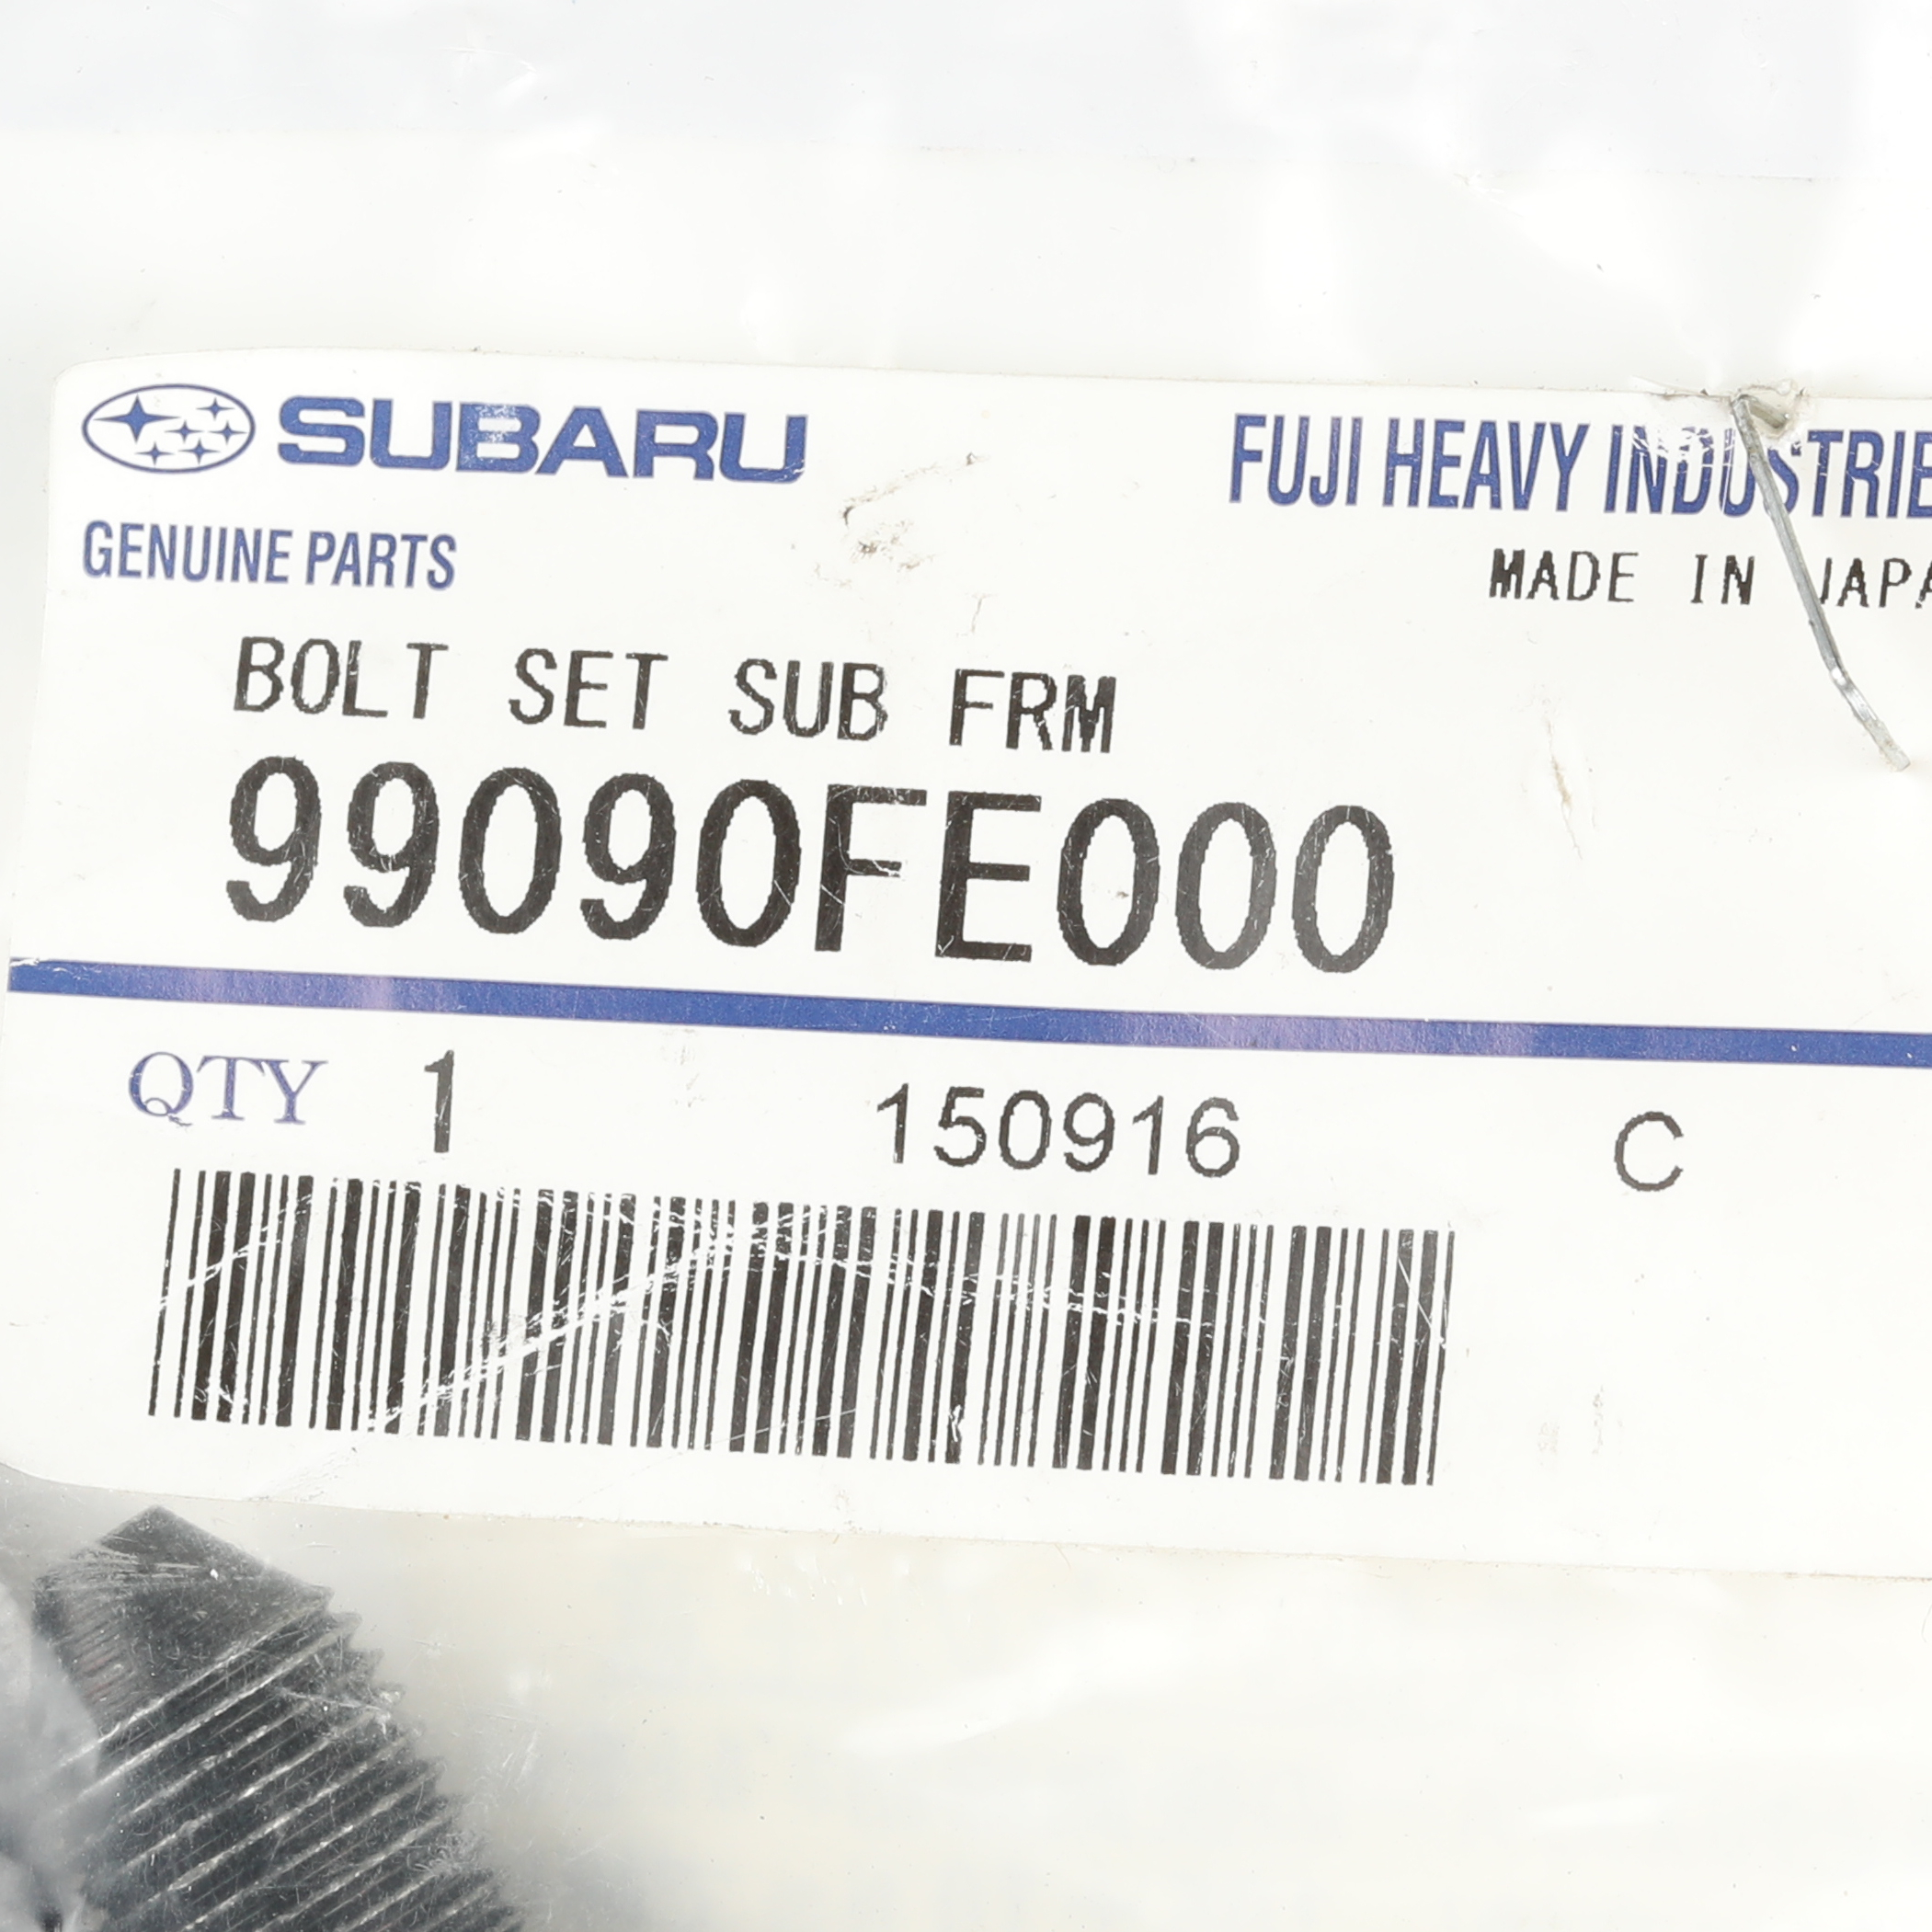 SUBARU
FUJI HEAVY INDUSTRIE
GENUINE PARTS
MADE IN JAPA
BOLT SET SUB FRM
99090FE000
QTY 1 150916 C